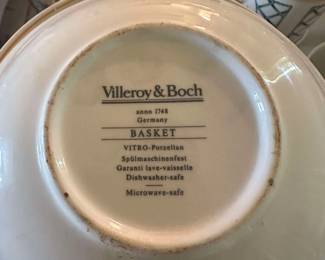 Villeroy & Boch
anno 1748
Germany
BASKET
VITRO-Porzellan
Spülmaschinenfest
Garanti lave-vaisselle
Dishwasher-safe
Microwave-safe